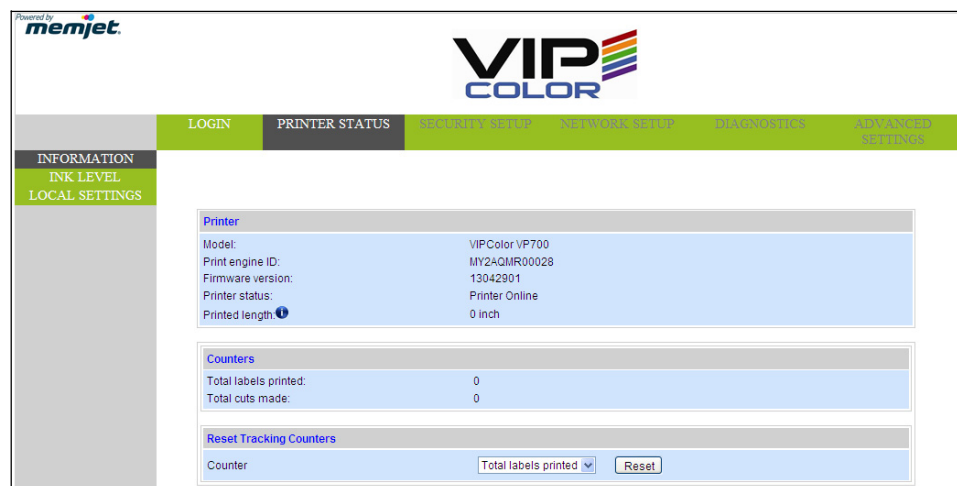 Powered by
memjet.
VIP
COLOR
LOGIN PRINTER STATUS SECURITY SETUP NETWORK SETUP DIAGNOSTICS ADVANCED SETTINGS
INFORMATION
INK LEVEL
LOCAL SETTINGS
Printer
Model: VIPColor VP700
Print engine ID: MY2AQMR00028
Firmware version: 13042901
Printer status: Printer Online
Printed length: 0 inch
Counters
Total labels printed: 0
Total cuts made: 0
Reset Tracking Counters
Counter Total labels printed Reset